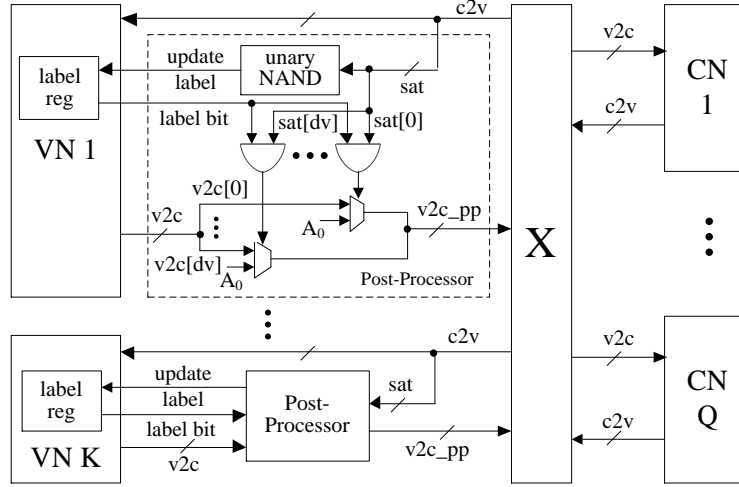 c2v
update
label
unary
NAND
sat
label
reg
label bit
sat[dv]
sat[0]
VN 1
v2c[0]
v2c
v2c[dv]
A0
A0
v2c_pp
Post-Processor
X
v2c
c2v
CN
1
c2v
update
label
sat
label
reg
label bit
v2c
Post-
Processor
v2c_pp
VN K
v2c
c2v
CN
Q